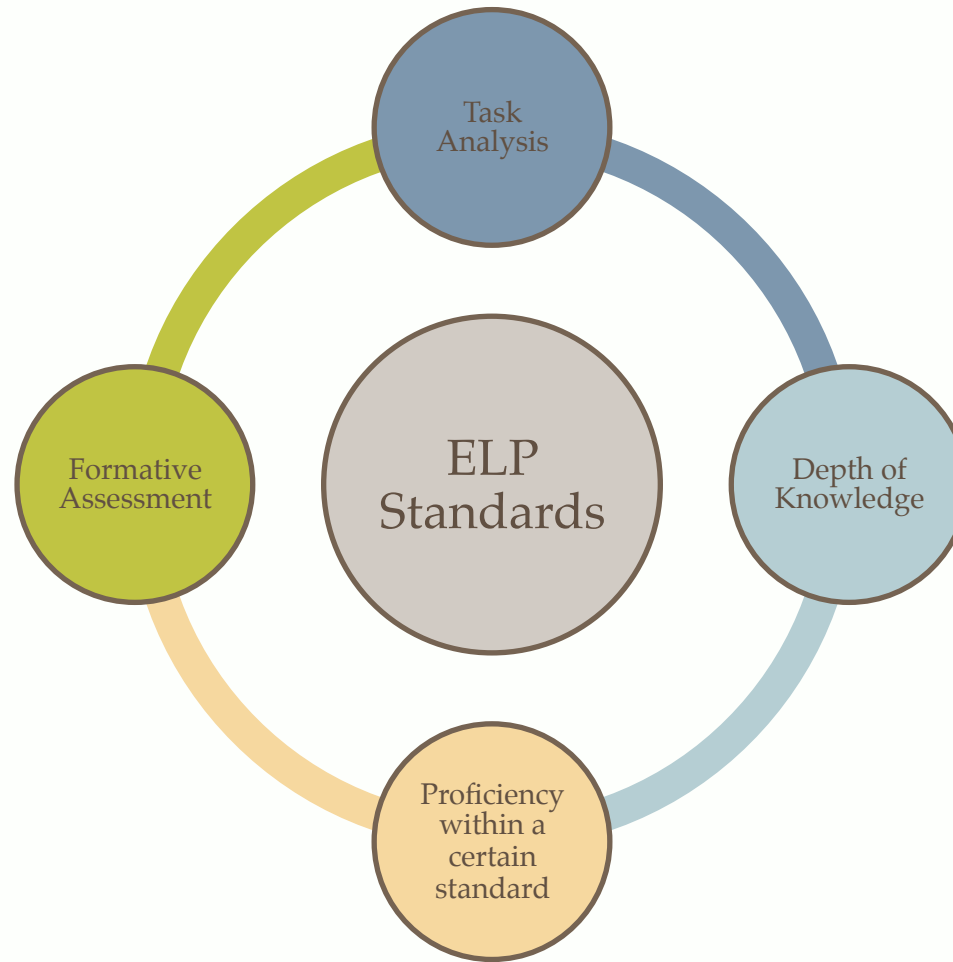 Task
Analysis
ELP
Standards
Formative
Assessment
Depth of
Knowledge
Proficiency
within a
certain
standard